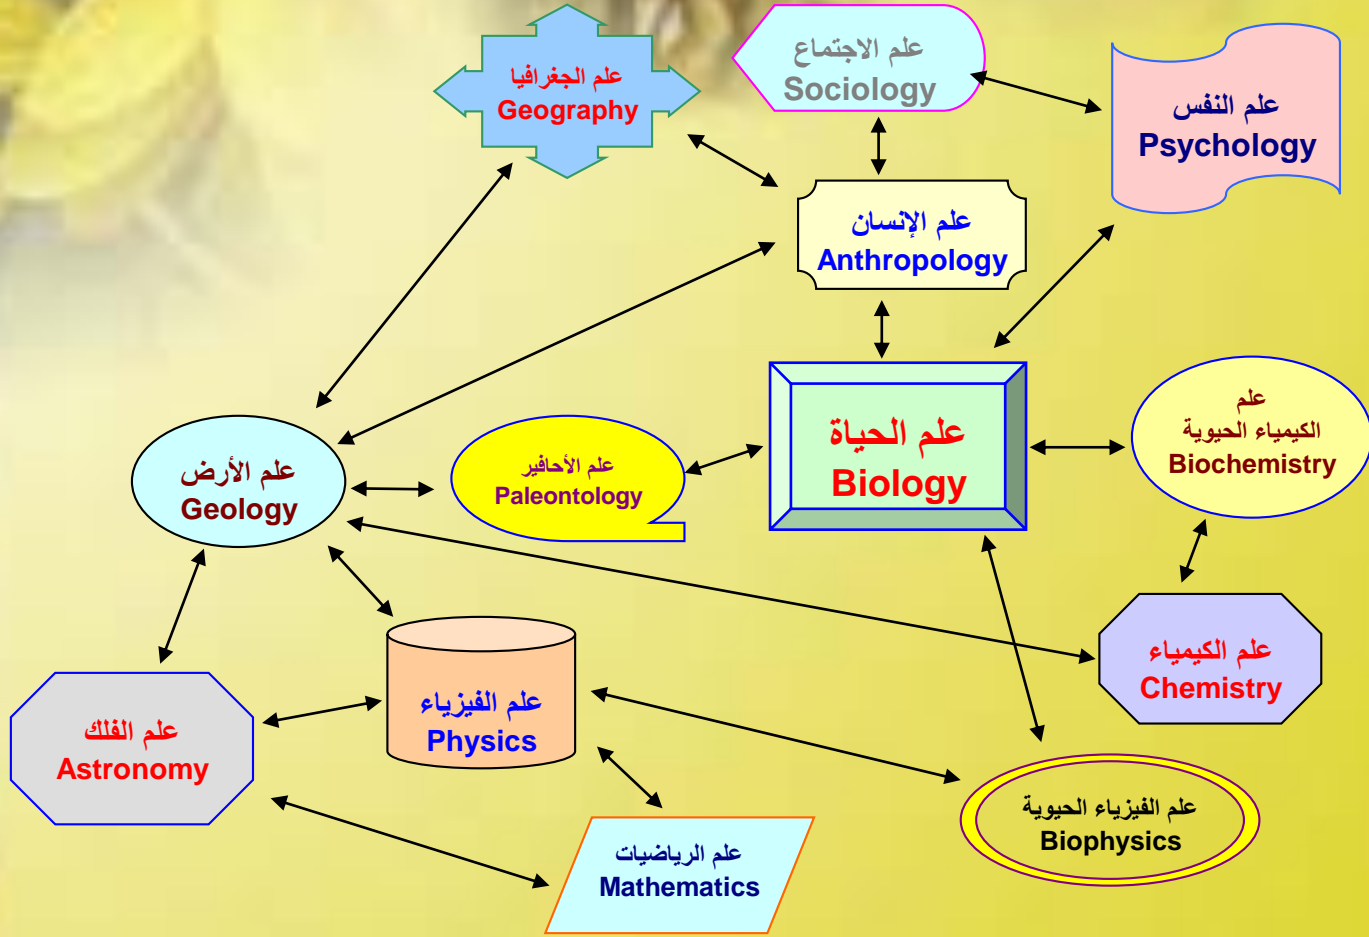 علم الجغرافيا
Geography
علم الاجتماع
Sociology
علم النفس
Psychology
علم الإنسان
Anthropology
علم الحياة
Biology
علم
الكيمياء الحيوية
Biochemistry
علم الأرض
Geology
علم الأحافير
Paleontology
علم الكيمياء
Chemistry
علم الفلك
Astronomy
علم الفيزياء
Physics
علم الفيزياء الحيوية
Biophysics
علم الرياضيات
Mathematics